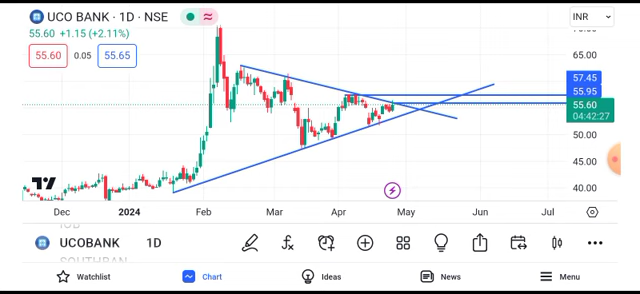 UCO BANK · 1D · NSE
INR
55.60 +1.15 (+2.11%)
55.60 0.05 55.65
65.00
57.45
55.95
55.60
04:42:27
50.00
45.00
40.00
Dec 2024 Feb Mar Apr May Jun Jul
UCOBANK 1D
Watchlist Chart Ideas News Menu